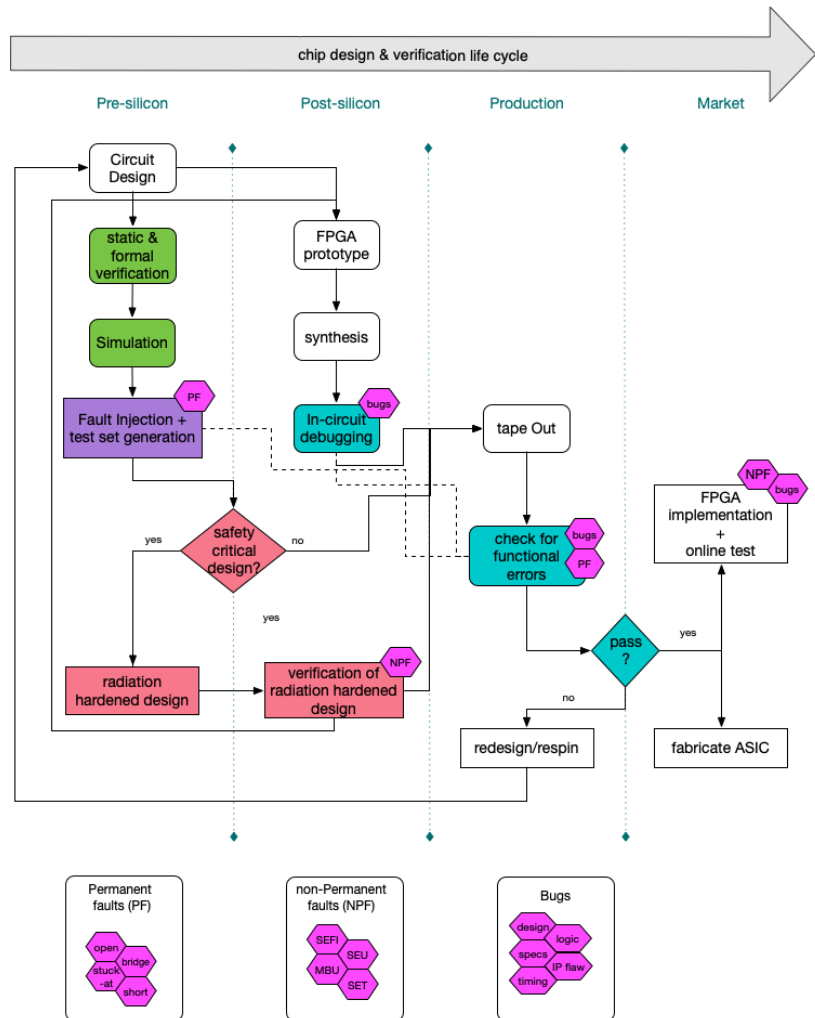 chip design & verification life cycle
Pre-silicon
Post-silicon
Production
Market
Circuit
Design
static &
formal
verification
FPGA
prototype
Simulation
synthesis
PF
Fault Injection +
test set generation
bugs
In-circuit
debugging
tape Out
NPF
bugs
FPGA
implementation
+
online test
yes
safety
critical
design?
no
bugs
PF
check for
functional
errors
yes
pass
?
yes
radiation
hardened design
NPF
verification of
radiation hardened
design
no
redesign/respin
fabricate ASIC
Permanent
faults (PF)
open
bridge
stuck
-at
short
non-Permanent
faults (NPF)
SEFI
SEU
MBU
SET
Bugs
design
logic
specs
IP flaw
timing